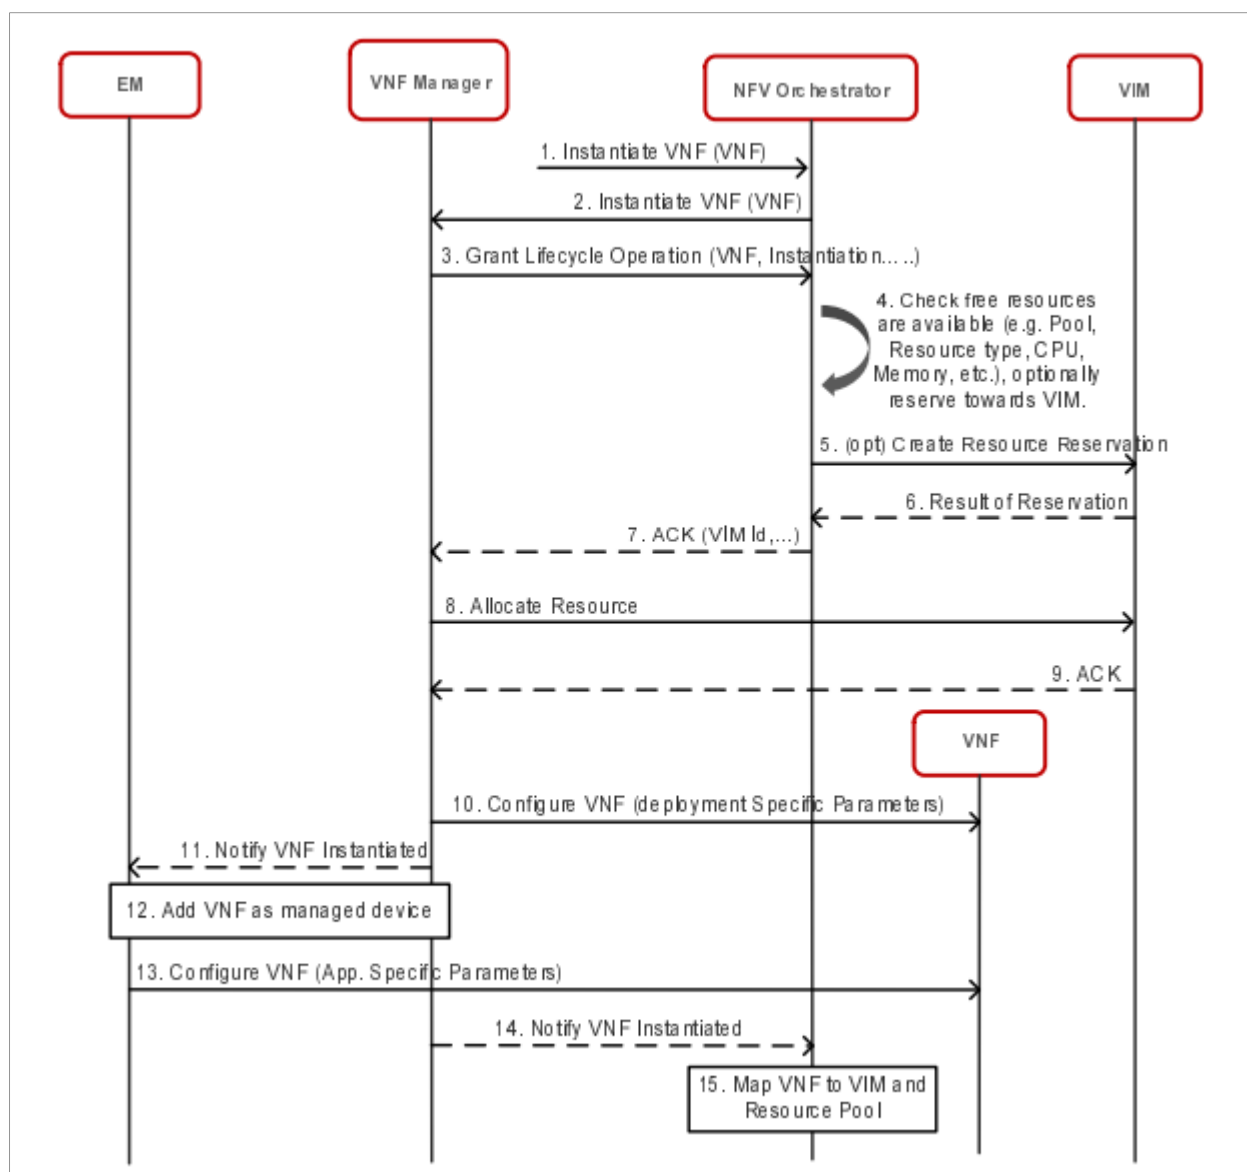 EM
VNF Manager
NFV Orchestrator
VIM
1. Instantiate VNF (VNF)
2. Instantiate VNF (VNF)
3. Grant Lifecycle Operation (VNF, Instantiation.....)
4. Check free resources
are available (e.g. Pool,
Resource type, CPU,
Memory, etc.), optionally
reserve towards VIM.
5. (opt) Create Resource Reservation
6. Result of Reservation
7. ACK (VIM Id,...)
8. Allocate Resource
9. ACK
VNF
10. Configure VNF (deployment Specific Parameters)
11. Notify VNF Instantiated
12. Add VNF as managed device
13. Configure VNF (App. Specific Parameters)
14. Notify VNF Instantiated
15. Map VNF to VIM and
Resource Pool